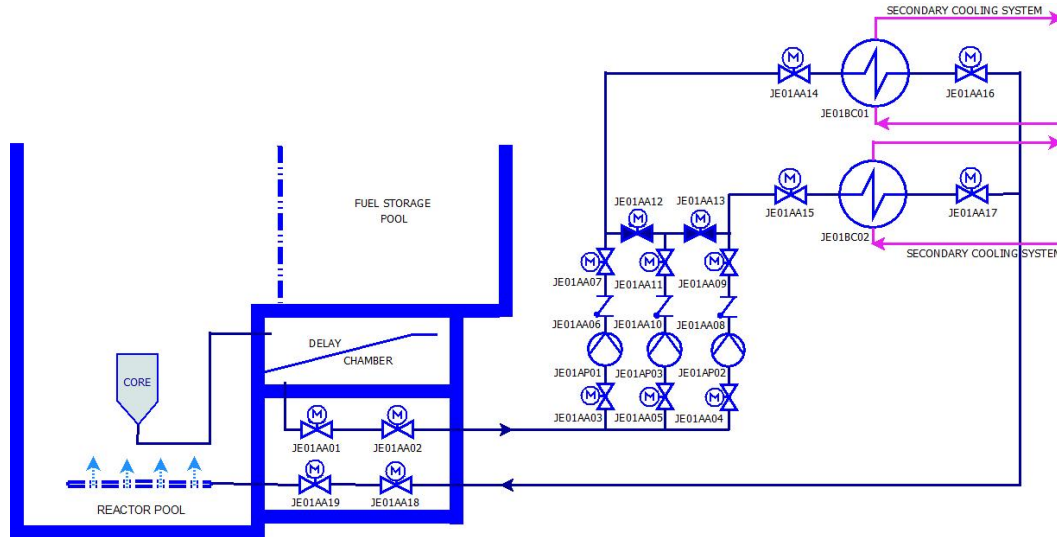 SECONDARY COOLING SYSTEM
M
M
JE01AA14
JE01AA16
JE01BC01
FUEL STORAGE
POOL
JE01AA12
JE01AA13
M
M
M
M
JE01AA15
JE01AA17
JE01BC02
SECONDARY COOLING SYSTEM
M
M
M
JE01AA07
JE01AA11
JE01AA09
JE01AA06
JE01AA10
JE01AA08
DELAY
CHAMBER
CORE
JE01AP01
JE01AP03
JE01AP02
M
M
M
JE01AA03
JE01AA05
JE01AA04
M
M
JE01AA01
JE01AA02
M
M
JE01AA19
JE01AA18
REACTOR POOL